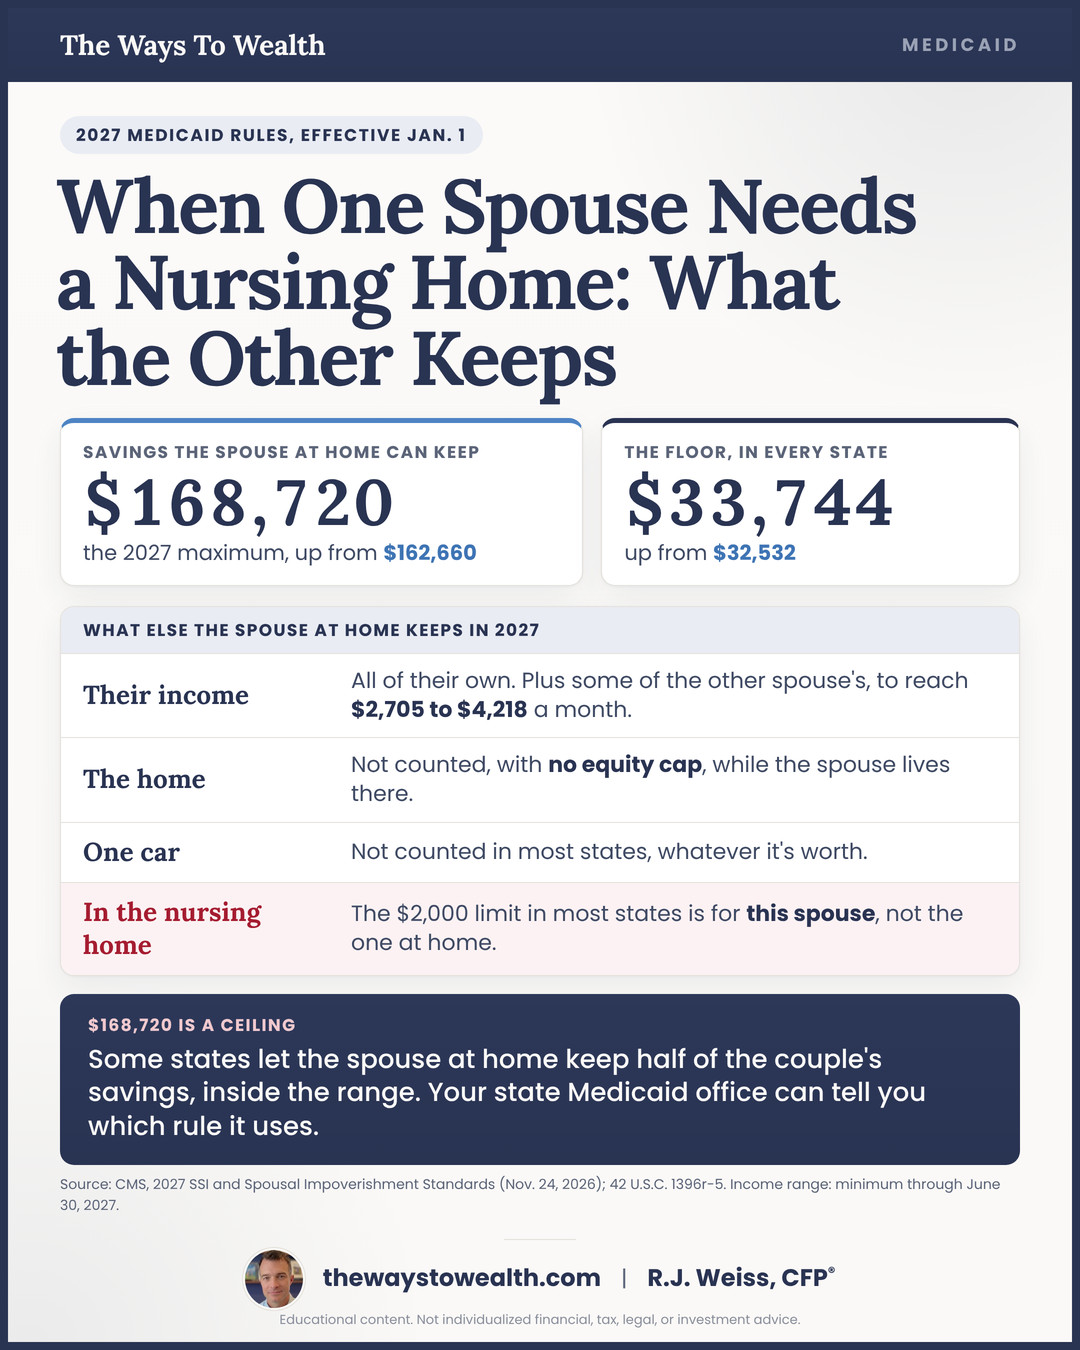 The Ways To Wealth
MEDICAID
2027 MEDICAID RULES, EFFECTIVE JAN. 1
When One Spouse Needs
a Nursing Home: What
the Other Keeps
SAVINGS THE SPOUSE AT HOME CAN KEEP
$168,720
the 2027 maximum, up from $162,660
THE FLOOR, IN EVERY STATE
$33,744
up from $32,532
WHAT ELSE THE SPOUSE AT HOME KEEPS IN 2027
Their income
All of their own. Plus some of the other spouse's, to reach
$2,705 to $4,218 a month.
The home
Not counted, with no equity cap, while the spouse lives
there.
One car
Not counted in most states, whatever it's worth.
In the nursing
home
The $2,000 limit in most states is for this spouse, not the
one at home.
$168,720 IS A CEILING
Some states let the spouse at home keep half of the couple's
savings, inside the range. Your state Medicaid office can tell you
which rule it uses.
Source: CMS, 2027 SSI and Spousal Impoverishment Standards (Nov. 24, 2026); 42 U.S.C. 1396r-5. Income range: minimum through June
30, 2027.
thewaystowealth.com | R.J. Weiss, CFP®
Educational content. Not individualized financial, tax, legal, or investment advice.